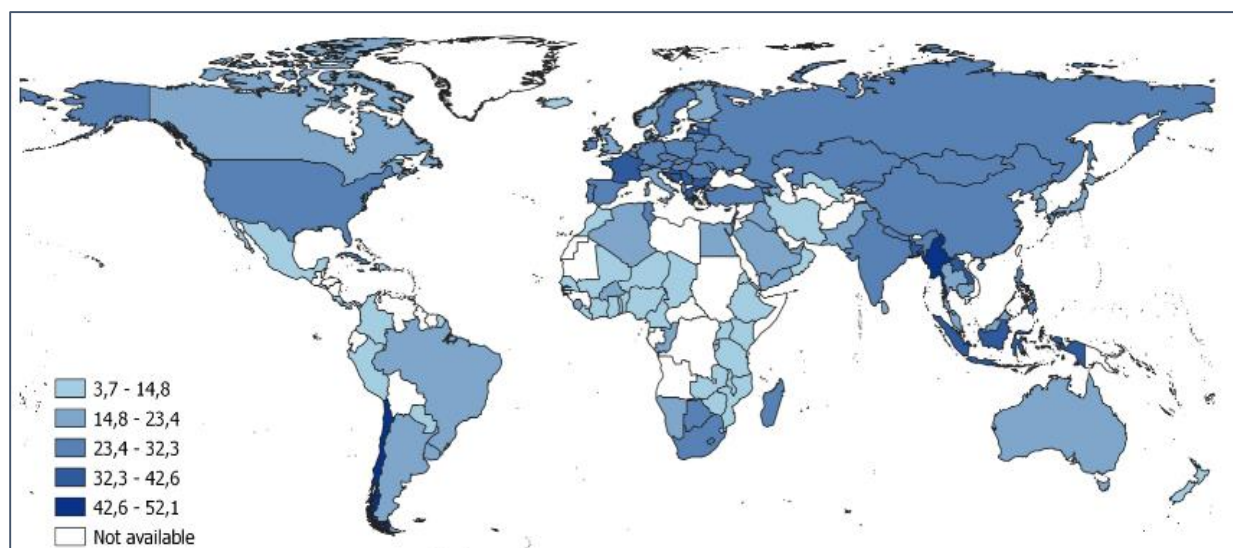 3,7 - 14,8
14,8 - 23,4
23,4 - 32,3
32,3 - 42,6
42,6 - 52,1
Not available